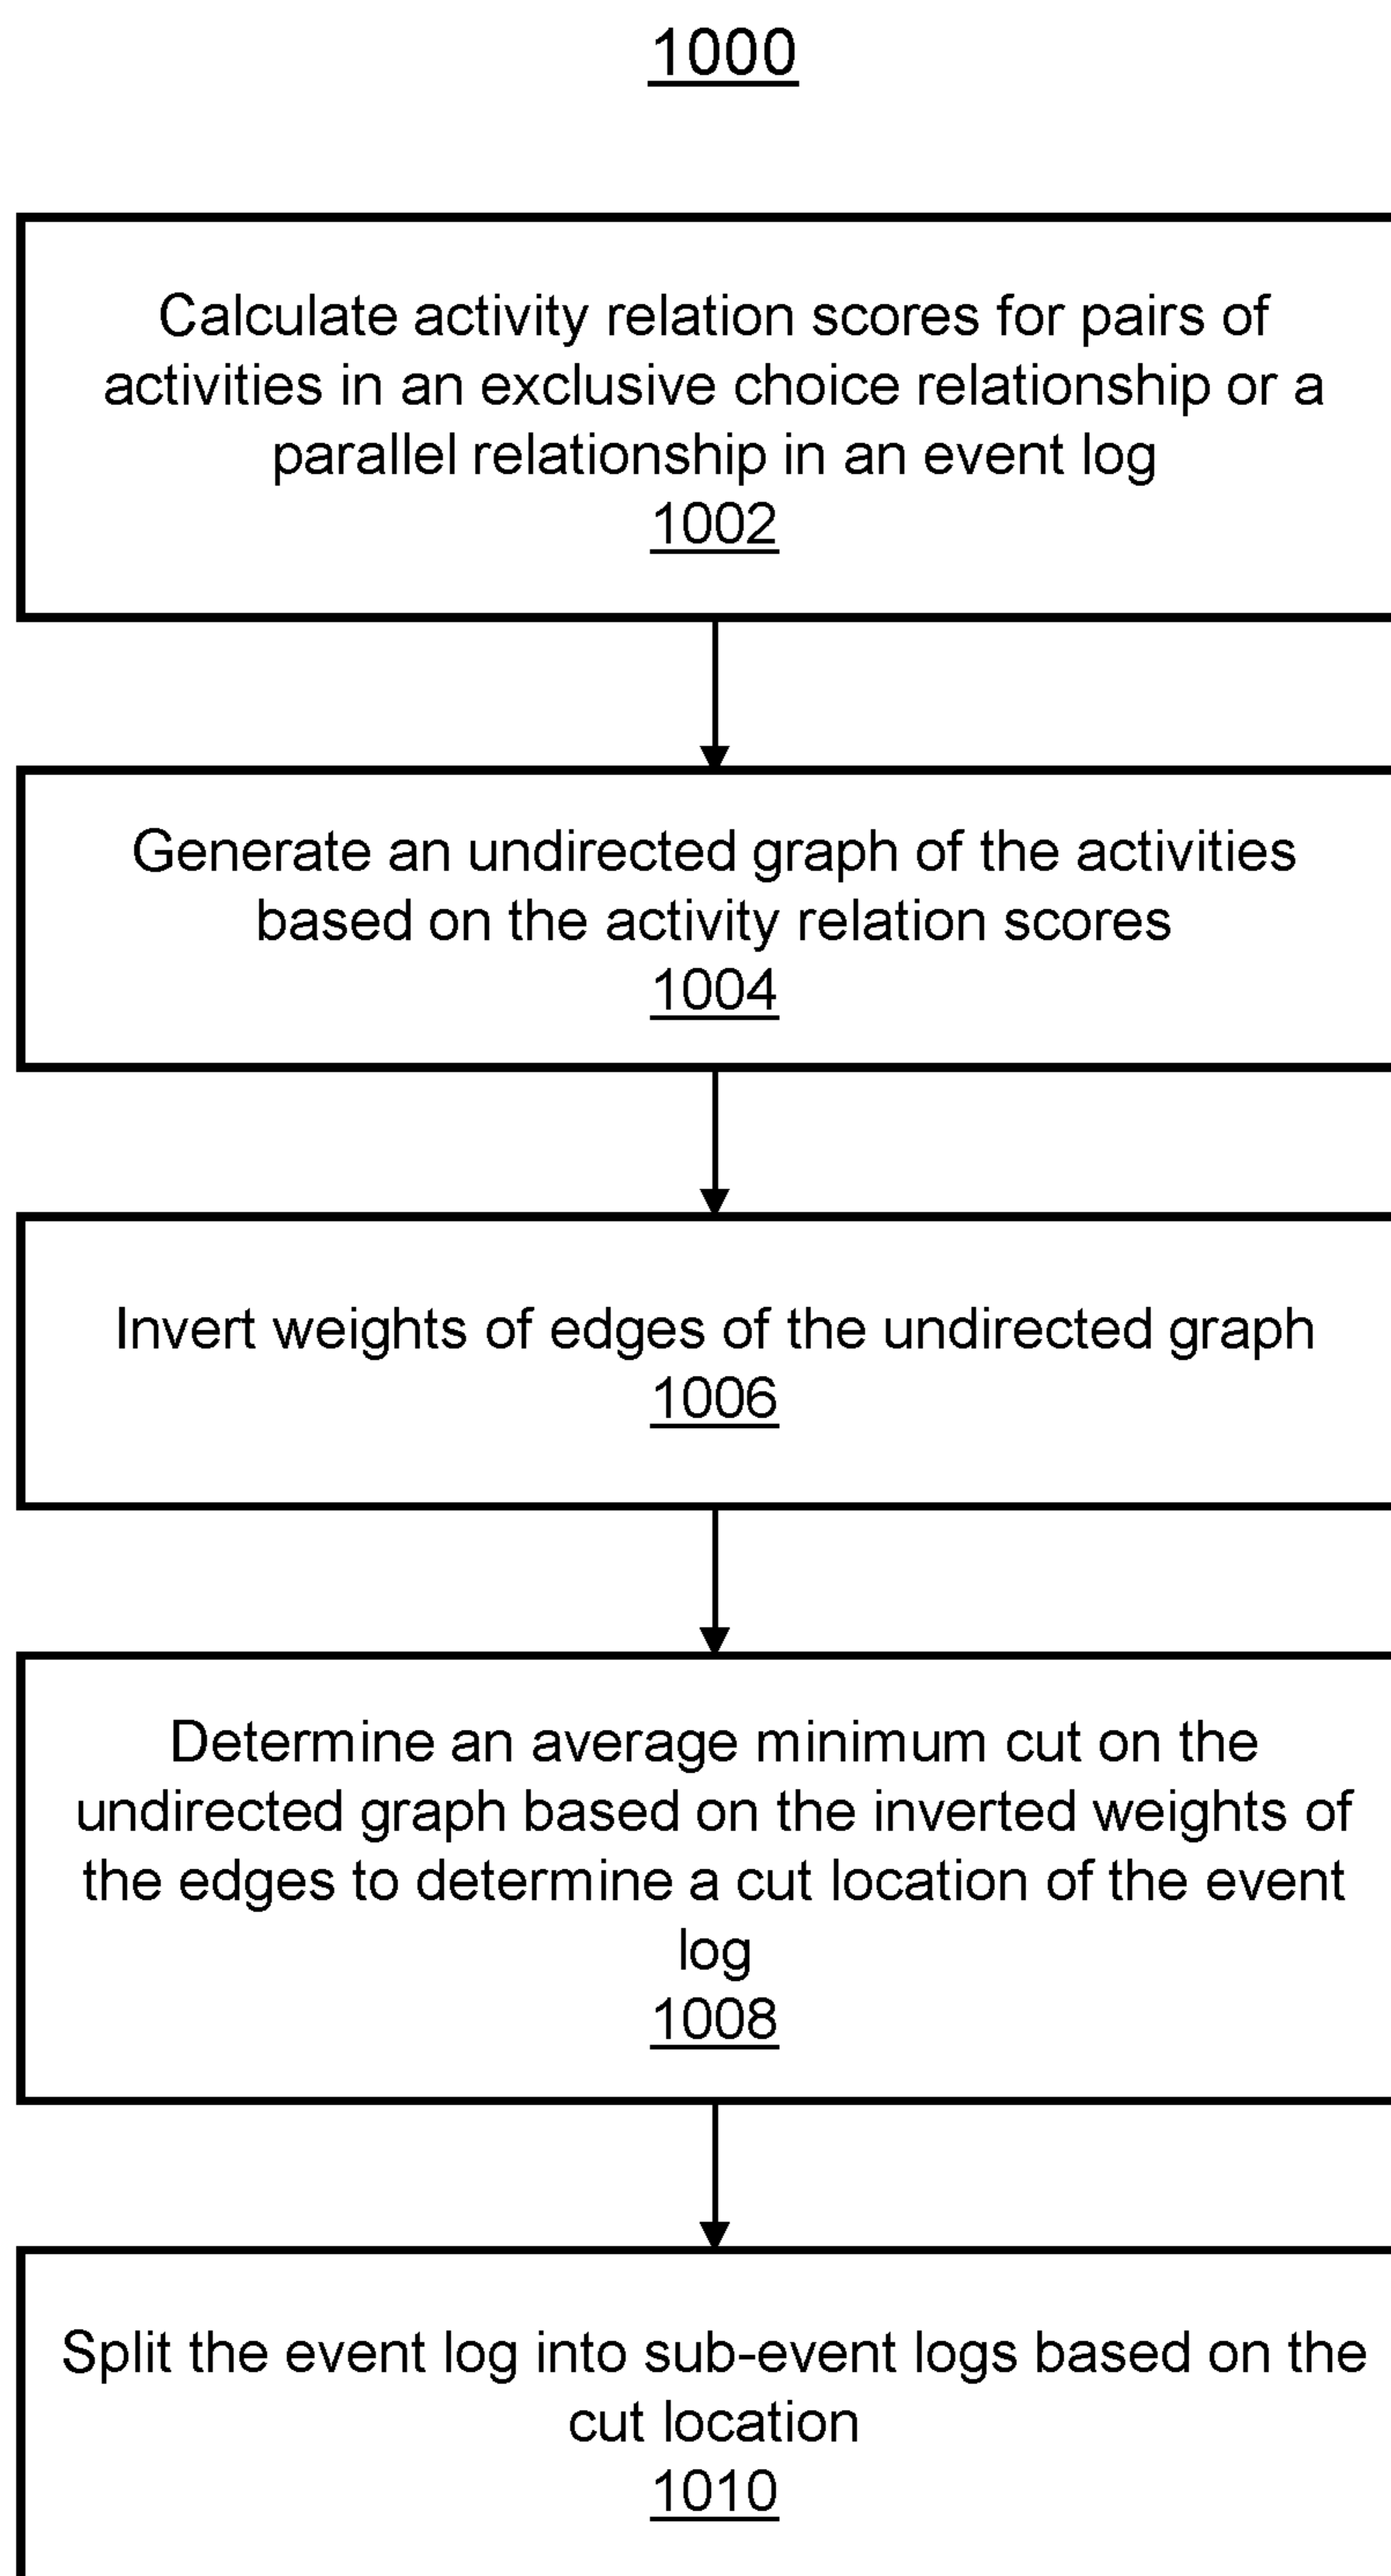 1000
Calculate activity relation scores for pairs of
activities in an exclusive choice relationship or a
parallel relationship in an event log
1002
Generate an undirected graph of the activities
based on the activity relation scores
1004
Invert weights of edges of the undirected graph
1006
Determine an average minimum cut on the
undirected graph based on the inverted weights of
the edges to determine a cut location of the event
log
1008
Split the event log into sub-event logs based on the
cut location
1010